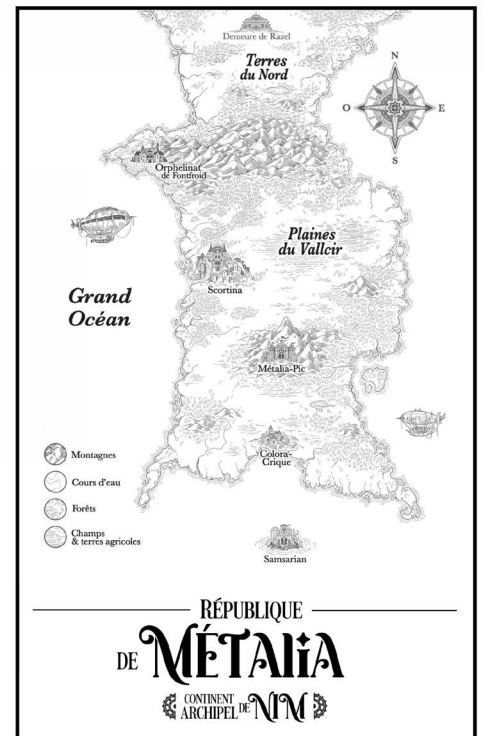 Demeure de Razel
Terres
du Nord
N
O
E
S
Orphelinat
de Fontfroid
Plaines
du Vallcir
Scortina
Grand
Océan
Métalia-Pic
Colora-
Crique
Montagnes
Cours d'eau
Forêts
Champs
& terres agricoles
Samsarian
RÉPUBLIQUE
DE MÉTALIA
CONTINENT
ARCHIPEL DE NIM